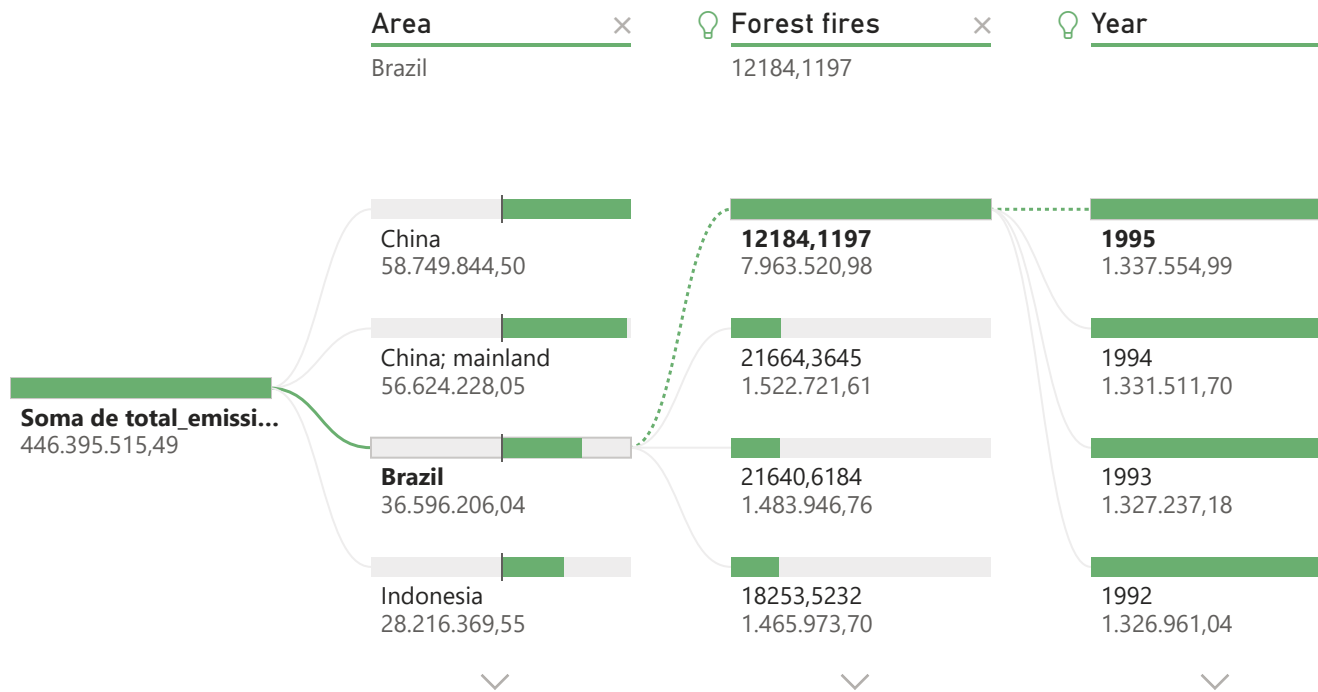 Area
Forest fires
Year
Brazil
12184,1197
China
58.749.844,50
China; mainland
56.624.228,05
Brazil
36.596.206,04
Indonesia
28.216.369,55
Soma de total_emissi...
446.395.515,49
12184,1197
7.963.520,98
21664,3645
1.522.721,61
21640,6184
1.483.946,76
18253,5232
1.465.973,70
1995
1.337.554,99
1994
1.331.511,70
1993
1.327.237,18
1992
1.326.961,04